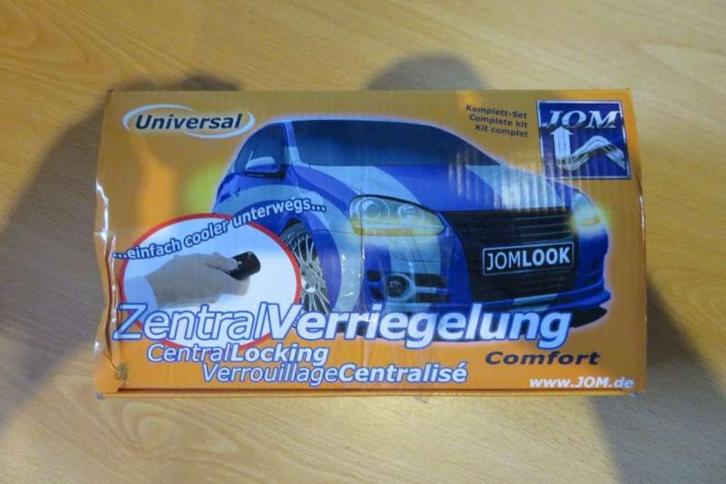 Universal
Komplett-Set
Complete kit
Kit complet
JOM
...einfach cooler unterwegs...
JOMLOOK
ZentralVerriegelung
CentralLocking
VerrouillageCentralisé
Comfort
www.JOM.de